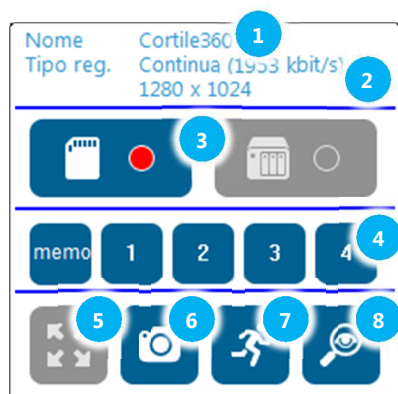 Nome Cortile360 1
Tipo reg. Continua (1953 kbit/s)
1280 x 1024 2
3
memo 1 2 3 4 4
5 6 7 8